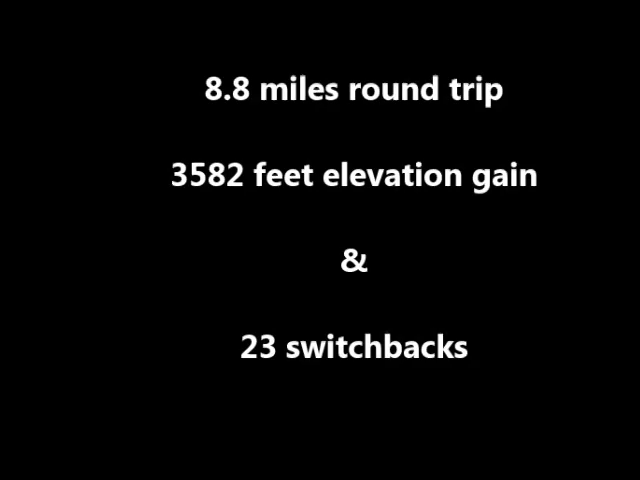 8.8 miles round trip
3582 feet elevation gain
&
23 switchbacks